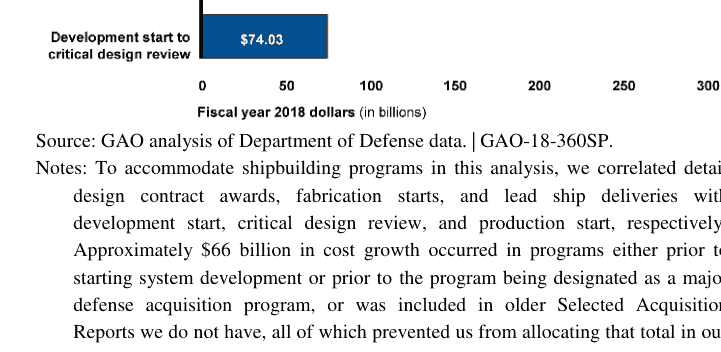 Development start to
critical design review
$74.03
0 50 100 150 200 250 300
Fiscal year 2018 dollars (in billions)
Source: GAO analysis of Department of Defense data. | GAO-18-360SP.
Notes: To accommodate shipbuilding programs in this analysis, we correlated
design contract awards, fabrication starts, and lead ship deliveries
development start, critical design review, and production start, respectively
Approximately $66 billion in cost growth occurred in programs either prior
starting system development or prior to the program being designated as a
defense acquisition program, or was included in older Selected
Reports we do not have, all of which prevented us from allocating that total in